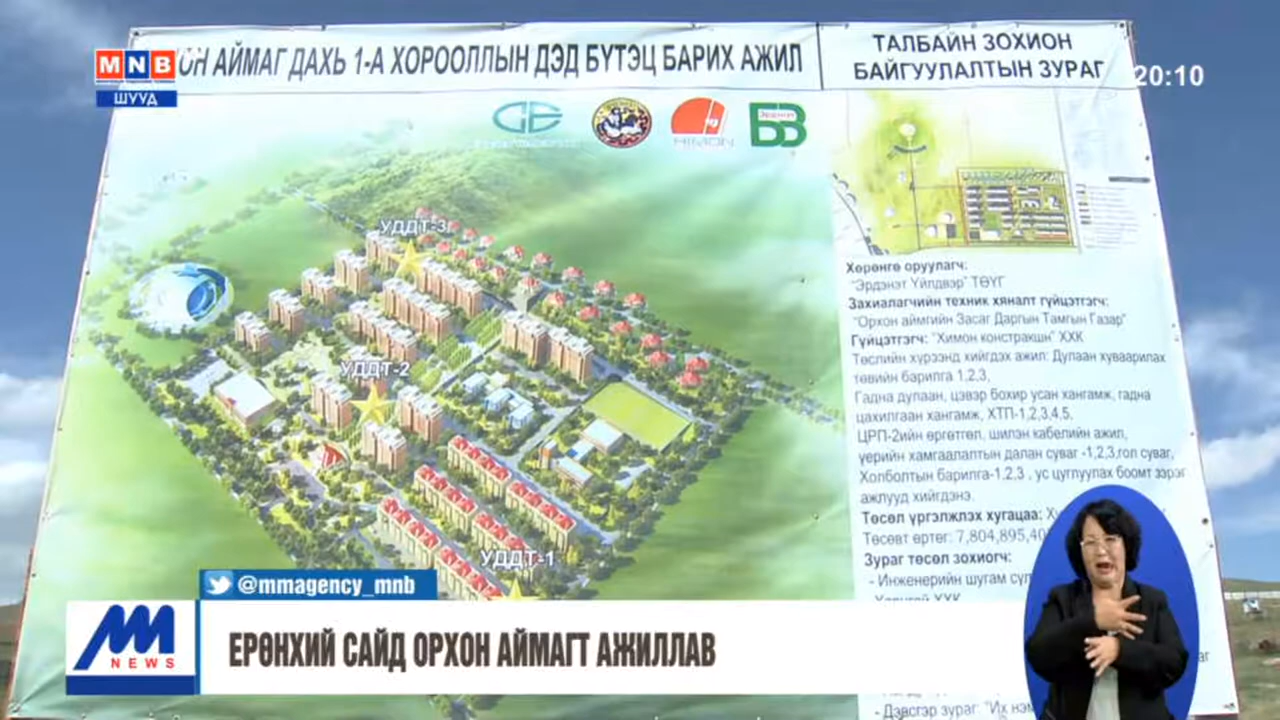 MNB
ШУУД
20:10
ОН АЙМАГ ДАХЬ 1-А ХОРООЛЛЫН ДЭД БҮТЭЦ БАРИХ АЖИЛ
ТАЛБАЙН ЗОХИОН
БАЙГУУЛАЛТЫН ЗУРАГ
Эрдэнэт
УДДТ-3
УДДТ-2
УДДТ-1
Хөрөнгө оруулагч:
"Эрдэнэт Үйлдвэр" ТӨҮГ
Захиалагчийн техник хяналт гүйцэтгэгч:
"Орхон аймгийн Засаг Даргын Тамгын Газар"
Гүйцэтгэгч: "Химон констракшн" ХХК
Төслийн хүрээнд хийгдэх ажил: Дулаан хуваарилах
төвийн барилга 1,2,3,
Гадна дулаан, цэвэр бохир усан хангамж, гадна
цахилгаан хангамж, ХТП-1,2,3,4,5,
ЦРП-2ийн өргөтгөл, шилэн кабелийн ажил,
үерийн хамгаалалтын далан суваг -1,2,3,гол суваг,
Холболтын барилга-1,2,3 , ус цуглуулах боомт зэрэг
ажлууд хийгдэнэ.
Төсөл үргэлжлэх хугацаа:
Төсөвт өртөг: 7,804,895,40
Зураг төсөл зохиогч:
- Инженерийн шугам сүл
- Дэвсгэр зураг: "Их нэм
@mmagency_mnb
MM
NEWS
ЕРӨНХИЙ САЙД ОРХОН АЙМАГТ АЖИЛЛАВ